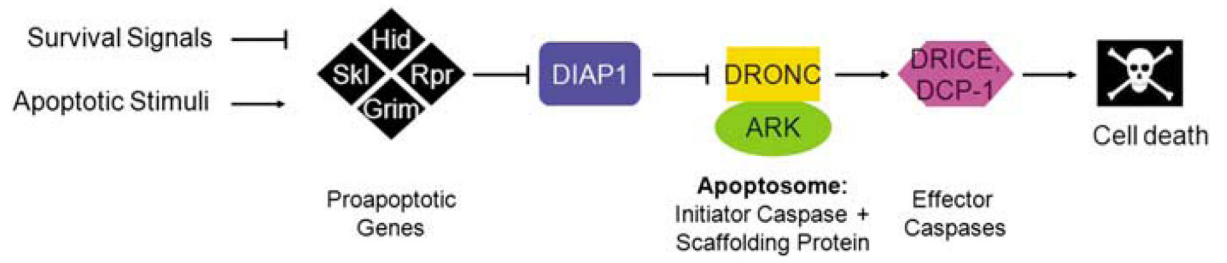 Survival Signals
Apoptotic Stimuli
Hid
Skl Rpr
Grim
DIAP1
DRONC
ARK
DRICE,
DCP-1
Cell death
Proapoptotic
Genes
Apoptosome:
Initiator Caspase +
Scaffolding Protein
Effector
Caspases